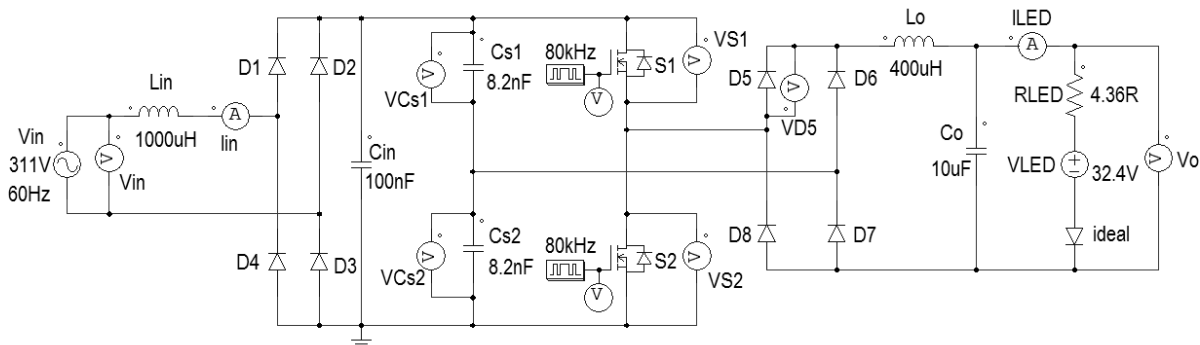 Vin
311V
60Hz
Vin
Lin
1000uH
A
Iin
V
D1
D2
D4
D3
Cin
100nF
V
VCs1
Cs1
8.2nF
80kHz
V
S1
V
VS1
V
VCs2
Cs2
8.2nF
80kHz
V
S2
V
VS2
D5
V
VD5
D6
D8
D7
Lo
400uH
Co
10uF
ILED
A
RLED
4.36R
VLED
32.4V
ideal
V
Vo